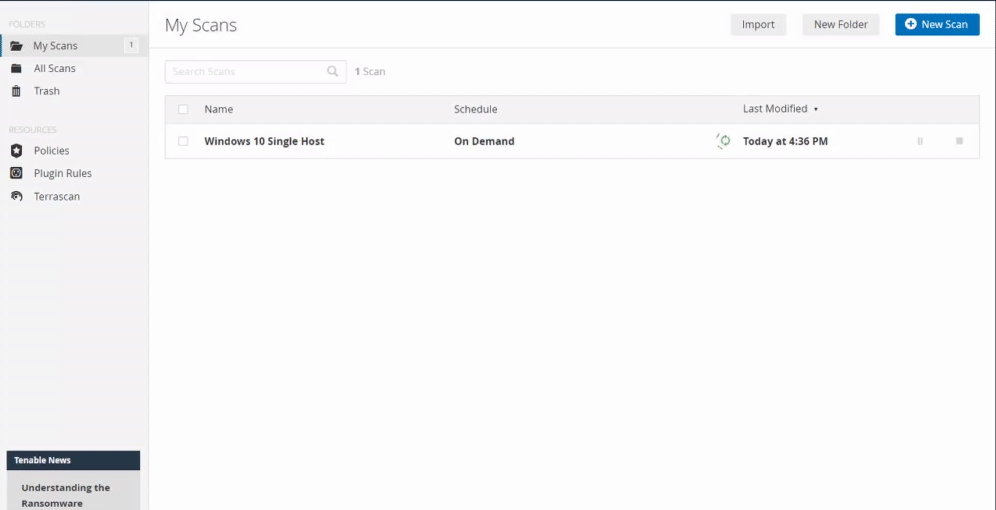 FOLDERS
My Scans 1
All Scans
Trash
RESOURCES
Policies
Plugin Rules
Terrascan
Tenable News
Understanding the
Ransomware
My Scans
Import New Folder New Scan
Search Scans 1 Scan
Name Schedule Last Modified
Windows 10 Single Host On Demand Today at 4:36 PM